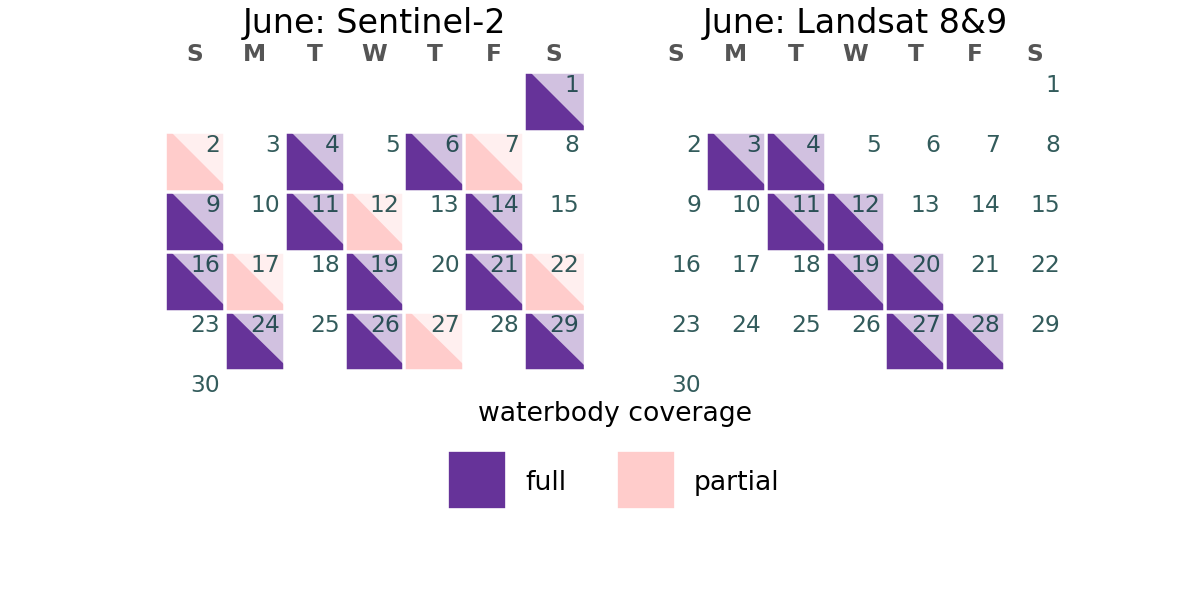 June: Sentinel-2
S M T W T F S
1
2 3 4 5 6 7 8
9 10 11 12 13 14 15
16 17 18 19 20 21 22
23 24 25 26 27 28 29
30
June: Landsat 8&9
S M T W T F S
1
2 3 4 5 6 7 8
9 10 11 12 13 14 15
16 17 18 19 20 21 22
23 24 25 26 27 28 29
30
waterbody coverage
full
partial